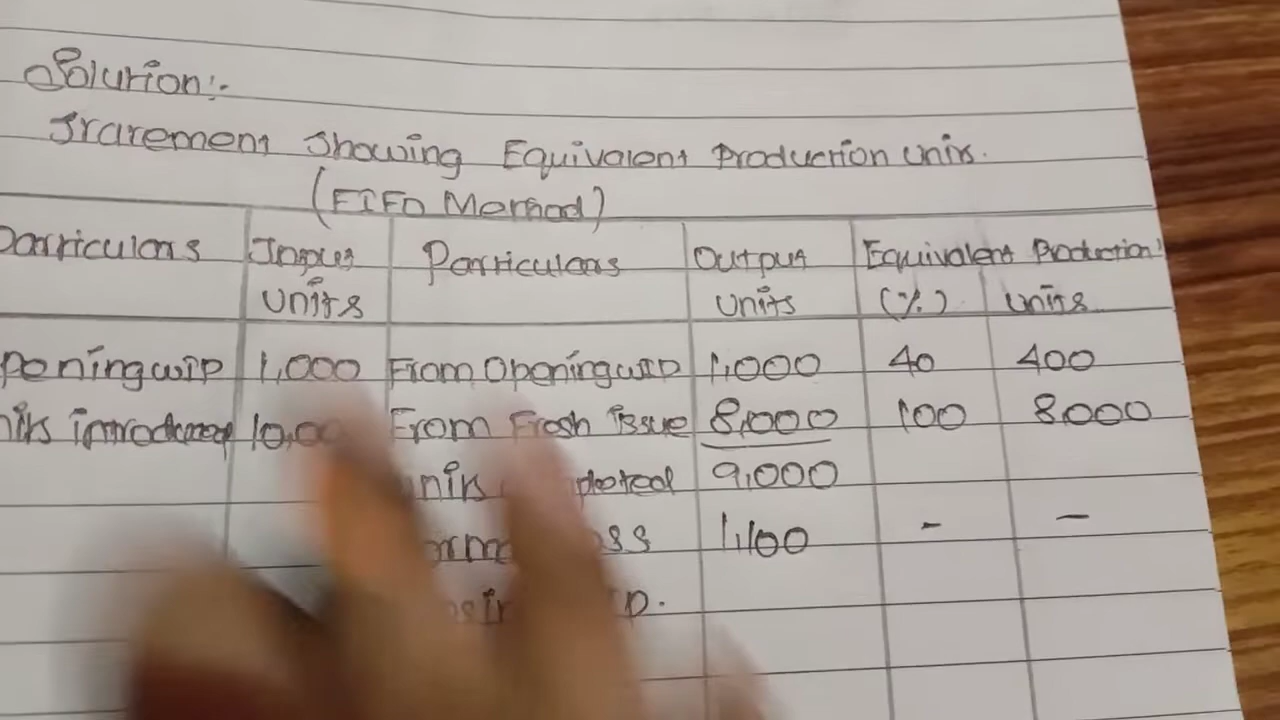 Solution:-
Statement Showing Equivalent Production Units.
(FIFO Method)
Particulars Input Units Particulars Output Units Equivalent Production
(%) Units
Opening WIP 1,000 From Opening WIP 1,000 40 400
introduced From Fresh Issue 8,000 100 8,000
9,000
1,100 - -